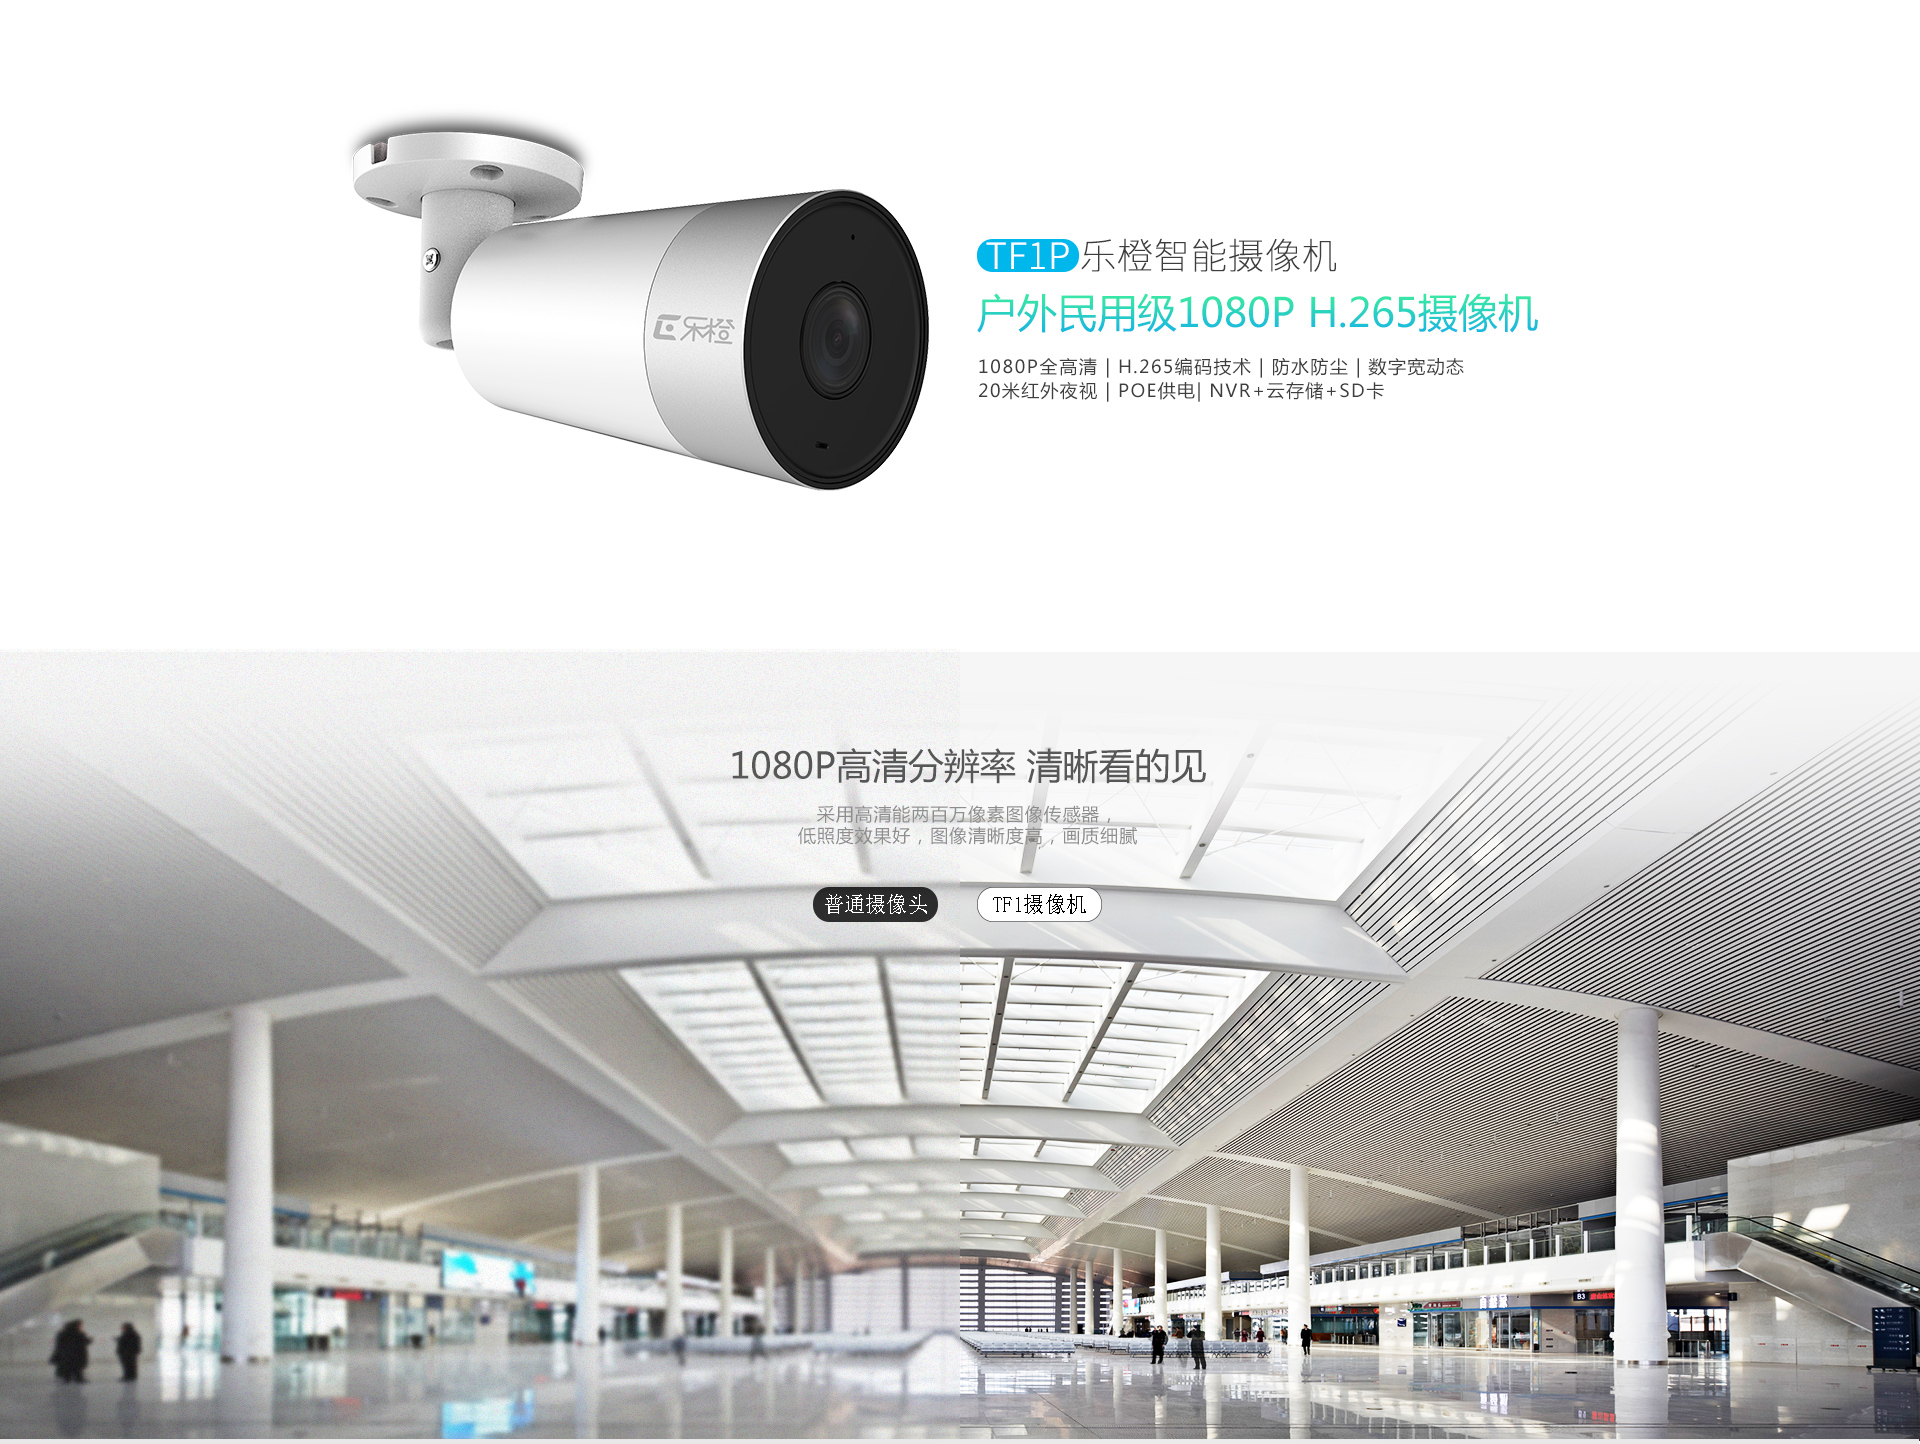 乐橙
TF1P乐橙智能摄像机
户外民用级1080P H.265摄像机
1080P全高清 | H.265编码技术 | 防水防尘 | 数字宽动态
20米红外夜视 | POE供电| NVR+云存储+SD卡
1080P高清分辨率 清晰看的见
采用高清能两百万像素图像传感器，
低照度效果好，图像清晰度高，画质细腻
普通摄像头
TF1摄像机
B3